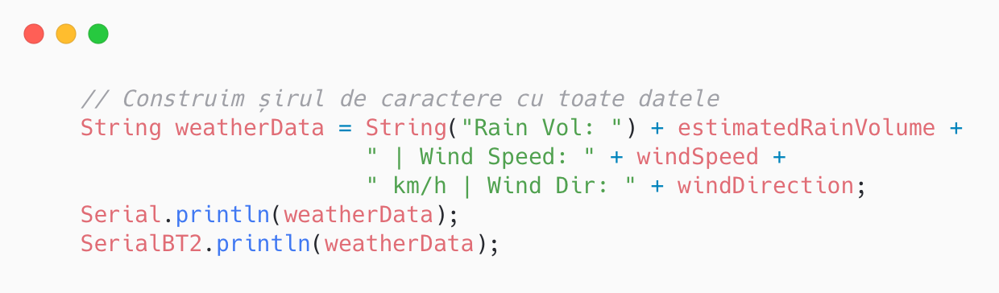 // Construim șirul de caractere cu toate datele
String weatherData = String("Rain Vol: ") + estimatedRainVolume +
" | Wind Speed: " + windSpeed +
" km/h | Wind Dir: " + windDirection;
Serial.println(weatherData);
SerialBT2.println(weatherData);